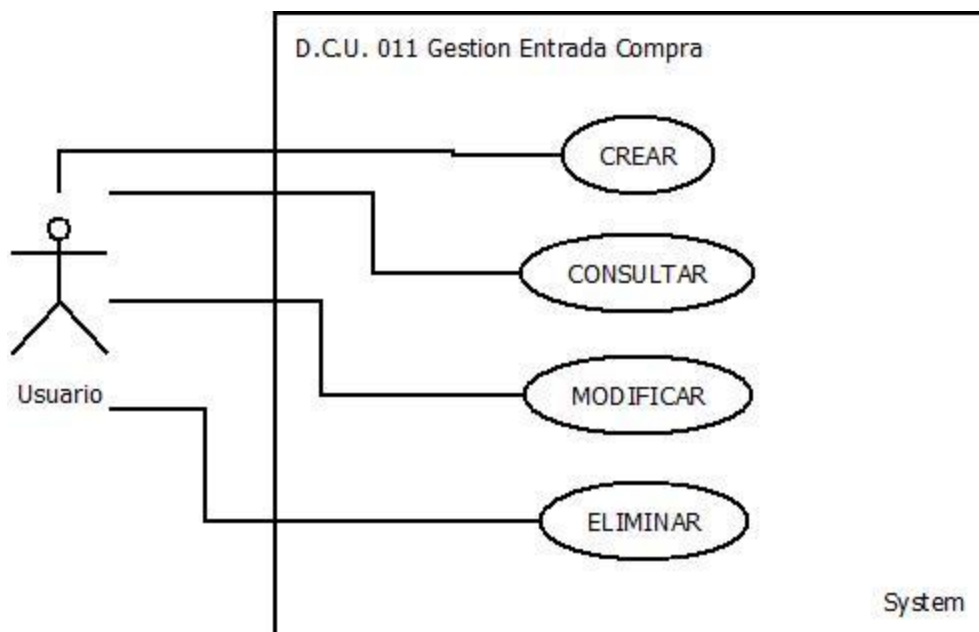 D.C.U. 011 Gestion Entrada Compra
CREAR
CONSULTAR
MODIFICAR
Usuario
ELIMINAR
System